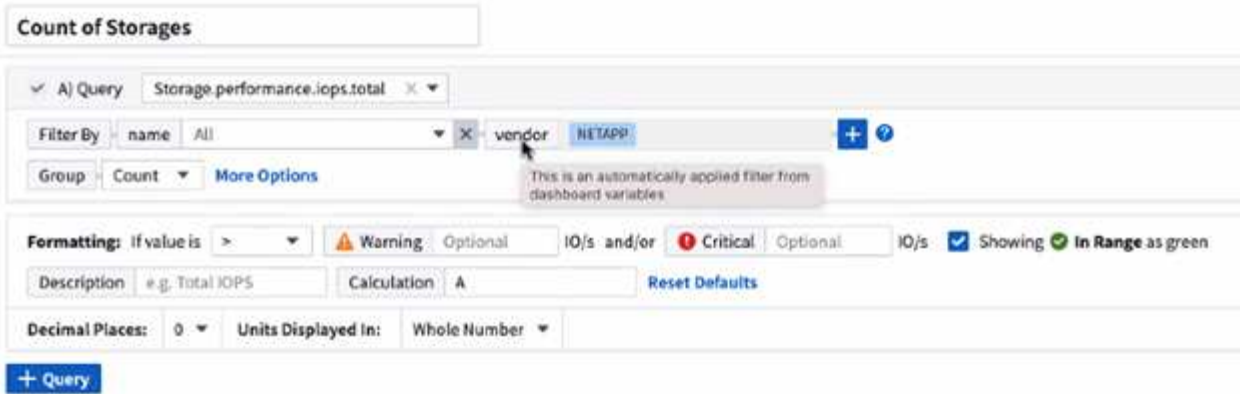 Count of Storages
A) Query Storage.performance.iops.total
Filter By name All vendor NETAPP
This is an automatically applied filter from
dashboard variables
Group Count More Options
Formatting: If value is > Warning Optional IO/s and/or Critical Optional IO/s Showing In Range as green
Description e.g. Total IOPS Calculation A Reset Defaults
Decimal Places: 0 Units Displayed In: Whole Number
+ Query